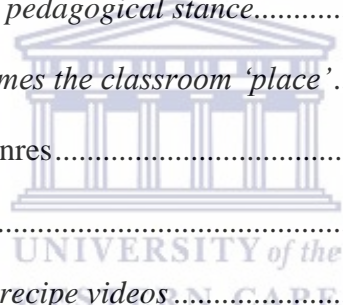 pedagogical stance...........
mes the classroom ‘place’.
nres......................................
.............................................
UNIVERSITY of the
recipe videos...................